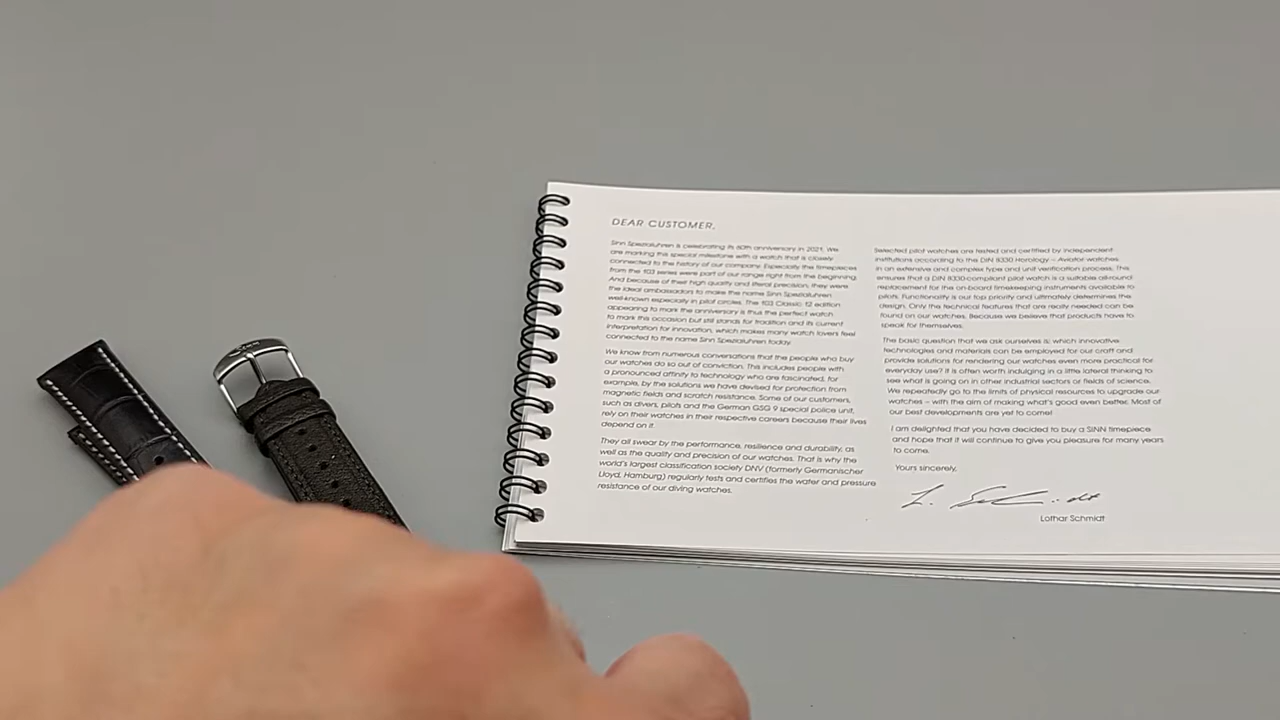 DEAR CUSTOMER,
Sinn Spezialuhren is celebrating its 60th anniversary in 2021. We
are marking this special milestone with a watch that is closely
connected to the history of our company. Especially the timepieces
from the 103 series were part of our range right from the beginning.
And because of their high quality and literal precision, they were
the ideal ambassadors to make the name Sinn Spezialuhren
well-known especially in pilot circles. The 103 Classic 12 edition
appearing to mark the anniversary is thus the perfect watch
to mark this occasion but still stands for tradition and its current
interpretation for innovation, which makes many watch lovers feel
connected to the name Sinn Spezialuhren today.
We know from numerous conversations that the people who buy
our watches do so out of conviction. This includes people with
a pronounced affinity to technology who are fascinated, for
example, by the solutions we have devised for protection from
magnetic fields and scratch resistance. Some of our customers,
such as divers, pilots and the German GSG 9 special police unit,
rely on their watches in their respective careers because their lives
depend on it.
They all swear by the performance, resilience and durability, as
well as the quality and precision of our watches. That is why the
world's largest classification society DNV (formerly Germanischer
Lloyd, Hamburg) regularly tests and certifies the water and pressure
resistance of our diving watches.
Selected pilot watches are tested and certified by independent
institutions according to the DIN 8330 Horology – Aviator watches
in an extensive and complex type and unit verification process. This
ensures that a DIN 8330-compliant pilot watch is a suitable all-round
replacement for the on-board timekeeping instruments available to
pilots. Functionality is our top priority and ultimately determines the
design. Only the technical features that are really needed can be
found on our watches. Because we believe that products have to
speak for themselves.
The basic question that we ask ourselves is: which innovative
technologies and materials can be employed for our craft and
provide solutions for rendering our watches even more practical for
everyday use? It is often worth indulging in a little lateral thinking to
see what is going on in other industrial sectors or fields of science.
We repeatedly go to the limits of physical resources to upgrade our
watches – with the aim of making what's good even better. Most of
our best developments are yet to come!
I am delighted that you have decided to buy a SINN timepiece
and hope that it will continue to give you pleasure for many years
to come.
Yours sincerely,
Lothar Schmidt